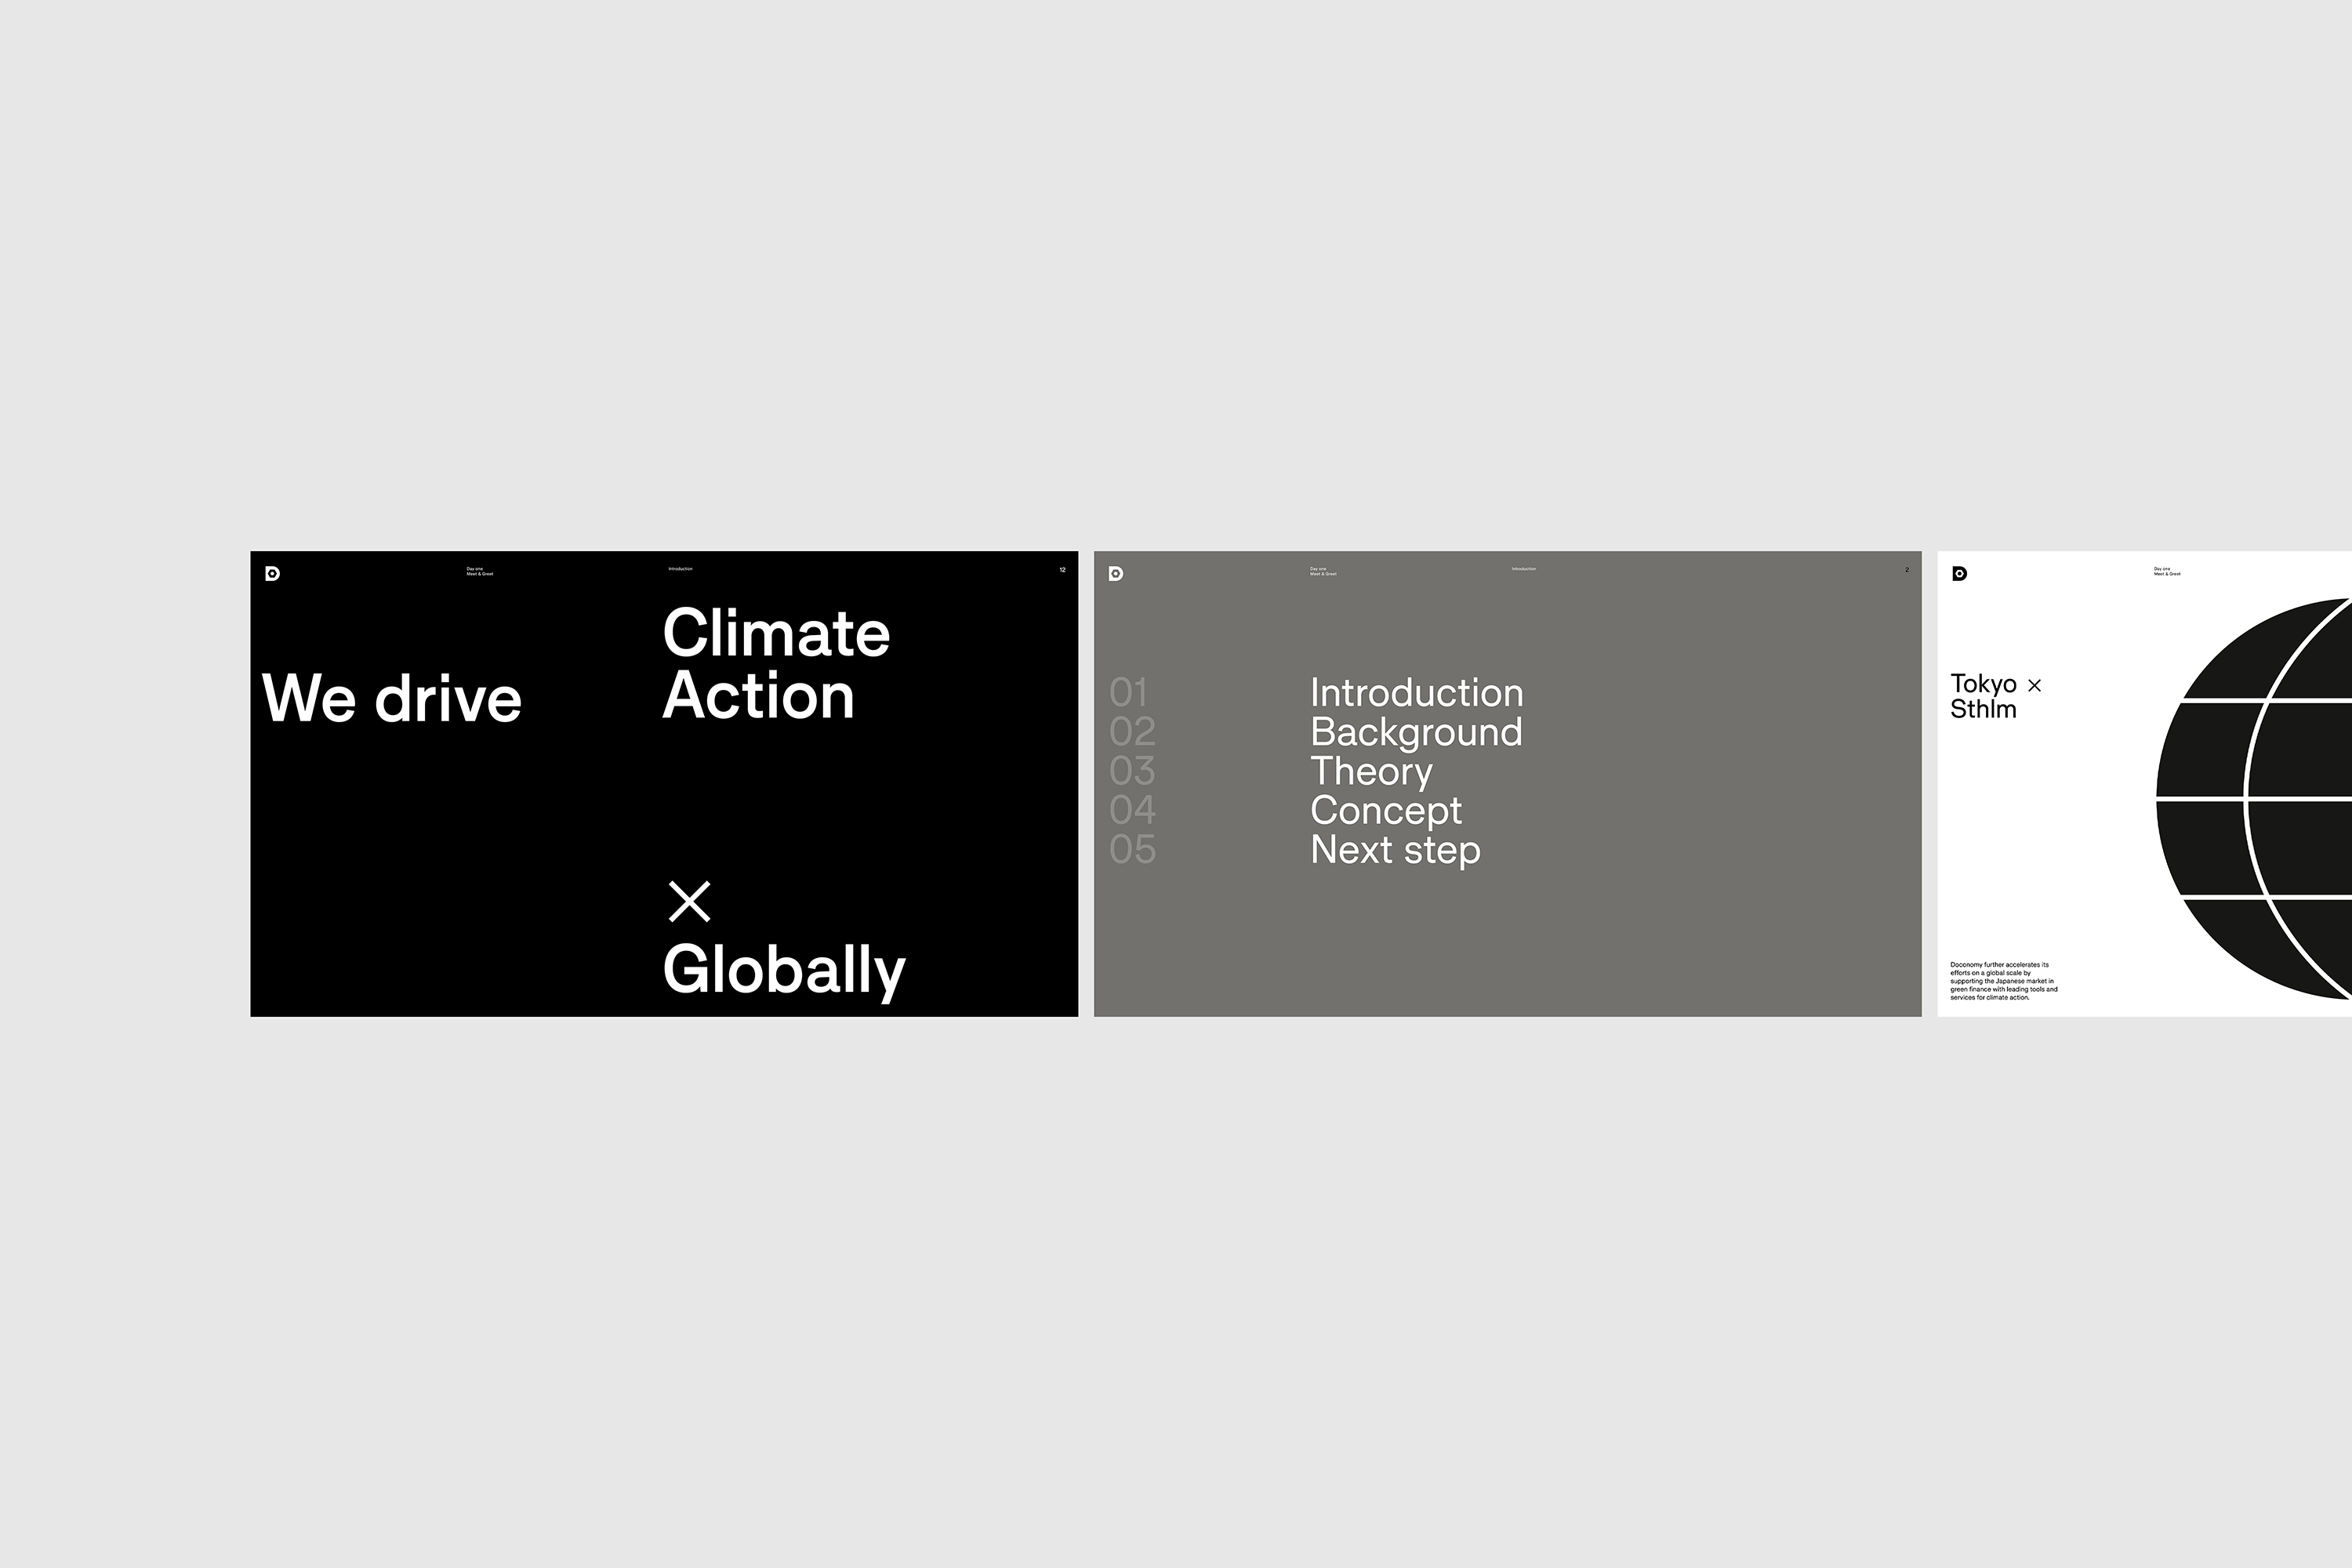 Day one
Meet & Greet
Introduction
12
Climate
We drive
Action
×
Globally
Day one
Meet & Greet
Introduction
2
01 Introduction
02 Background
03 Theory
04 Concept
05 Next step
Day one
Meet & Greet
Tokyo ×
Sthlm
Doconomy further accelerates its
efforts on a global scale by
supporting the Japanese market in
green finance with leading tools and
services for climate action.